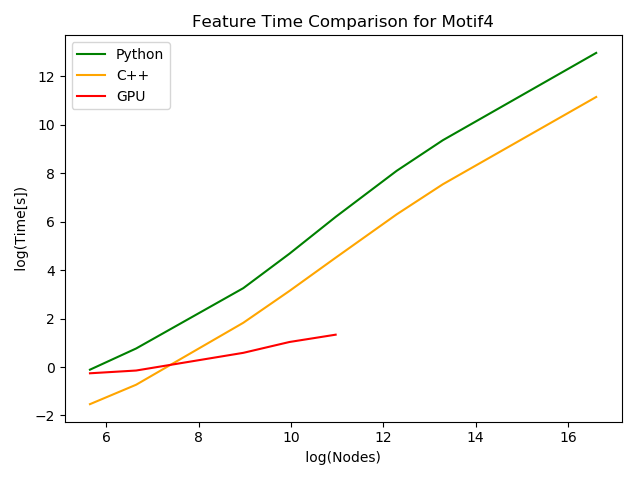 Feature Time Comparison for Motif4
Python
C++
GPU
12
10
8
6
4
2
0
−2
log(Time[s])
6 8 10 12 14 16
log(Nodes)